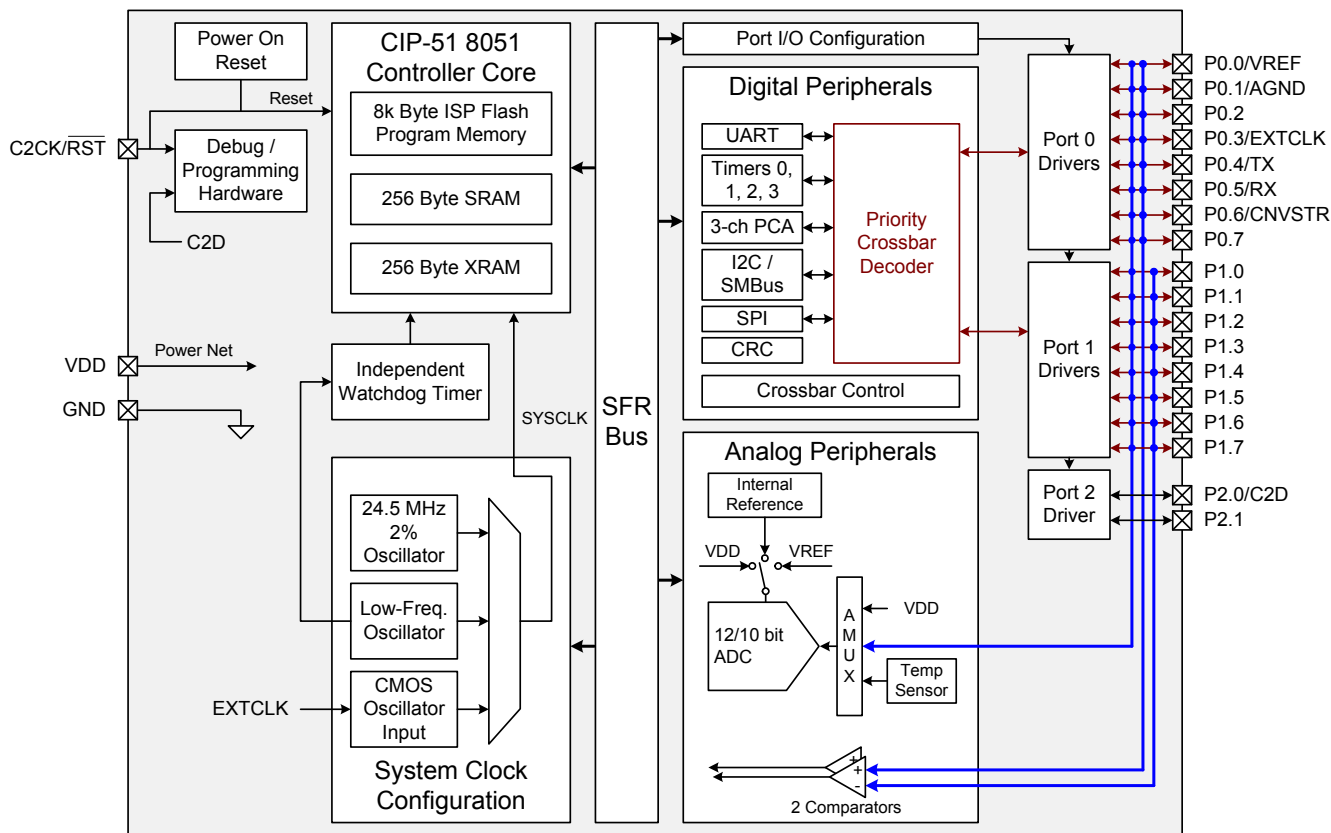 Power On
Reset
Reset
C2CK/RST
Debug /
Programming
Hardware
C2D
VDD
Power Net
GND
CIP-51 8051
Controller Core
8k Byte ISP Flash
Program Memory
256 Byte SRAM
256 Byte XRAM
Independent
Watchdog Timer
SYSCLK
24.5 MHz
2%
Oscillator
Low-Freq.
Oscillator
EXTCLK
CMOS
Oscillator
Input
System Clock
Configuration
SFR
Bus
Port I/O Configuration
Digital Peripherals
UART
Timers 0,
1, 2, 3
3-ch PCA
I2C /
SMBus
SPI
CRC
Priority
Crossbar
Decoder
Crossbar Control
Analog Peripherals
Internal
Reference
VDD
VREF
12/10 bit
ADC
A
M
U
X
VDD
Temp
Sensor
+
+
-
2 Comparators
Port 0
Drivers
Port 1
Drivers
Port 2
Driver
P0.0/VREF
P0.1/AGND
P0.2
P0.3/EXTCLK
P0.4/TX
P0.5/RX
P0.6/CNVSTR
P0.7
P1.0
P1.1
P1.2
P1.3
P1.4
P1.5
P1.6
P1.7
P2.0/C2D
P2.1